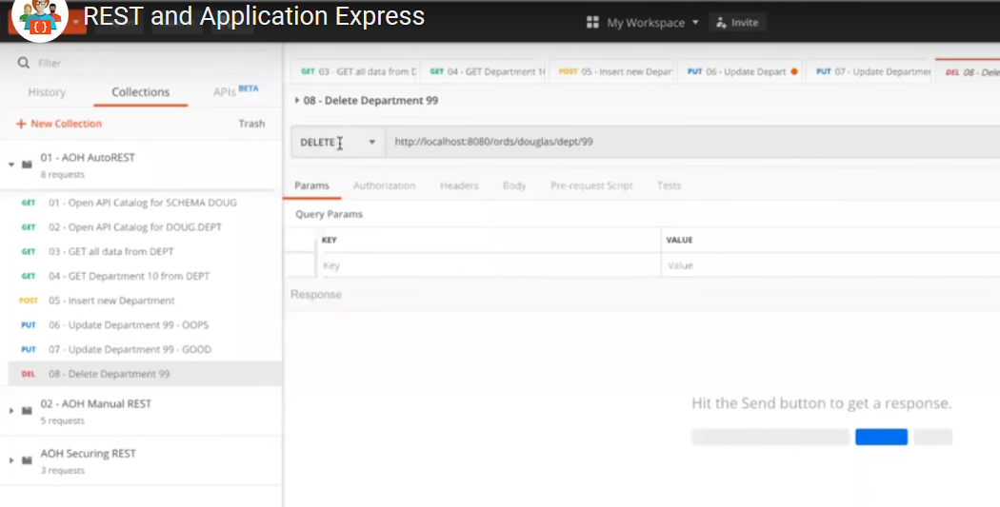 REST and Application Express
My Workspace
Invite
Filter
History Collections APIs BETA
+ New Collection Trash
01 - AOH AutoREST
8 requests
GET 01 - Open API Catalog for SCHEMA DOUG
GET 02 - Open API Catalog for DOUG.DEPT
GET 03 - GET all data from DEPT
GET 04 - GET Department 10 from DEPT
POST 05 - Insert new Department
PUT 06 - Update Department 99 - OOPS
PUT 07 - Update Department 99 - GOOD
DEL 08 - Delete Department 99
02 - AOH Manual REST
5 requests
AOH Securing REST
3 requests
GET 03 - GET all data from GET 04 - GET Department POST 05 - Insert new Depar PUT 06 - Update Depart PUT 07 - Update Departme DEL 08 - Dele
08 - Delete Department 99
DELETE http://localhost:8080/ords/douglas/dept/99
Params Authorization Headers Body Pre-request Script Tests
Query Params
KEY VALUE
Key Value
Response
Hit the Send button to get a response.